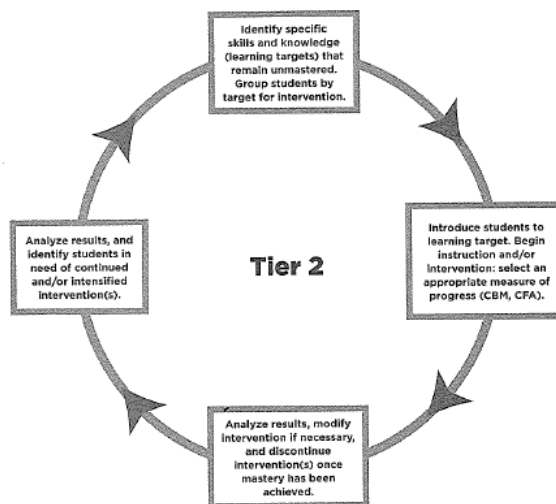 Identify specific
skills and knowledge
(learning targets) that
remain unmastered.
Group students by
target for intervention.
Introduce students to
learning target. Begin
instruction and/or
intervention: select an
appropriate measure of
progress (CBM, CFA).
Analyze results, modify
intervention if necessary,
and discontinue
intervention(s) once
mastery has been
achieved.
Analyze results, and
identify students in
need of continued
and/or intensified
intervention(s).
Tier 2